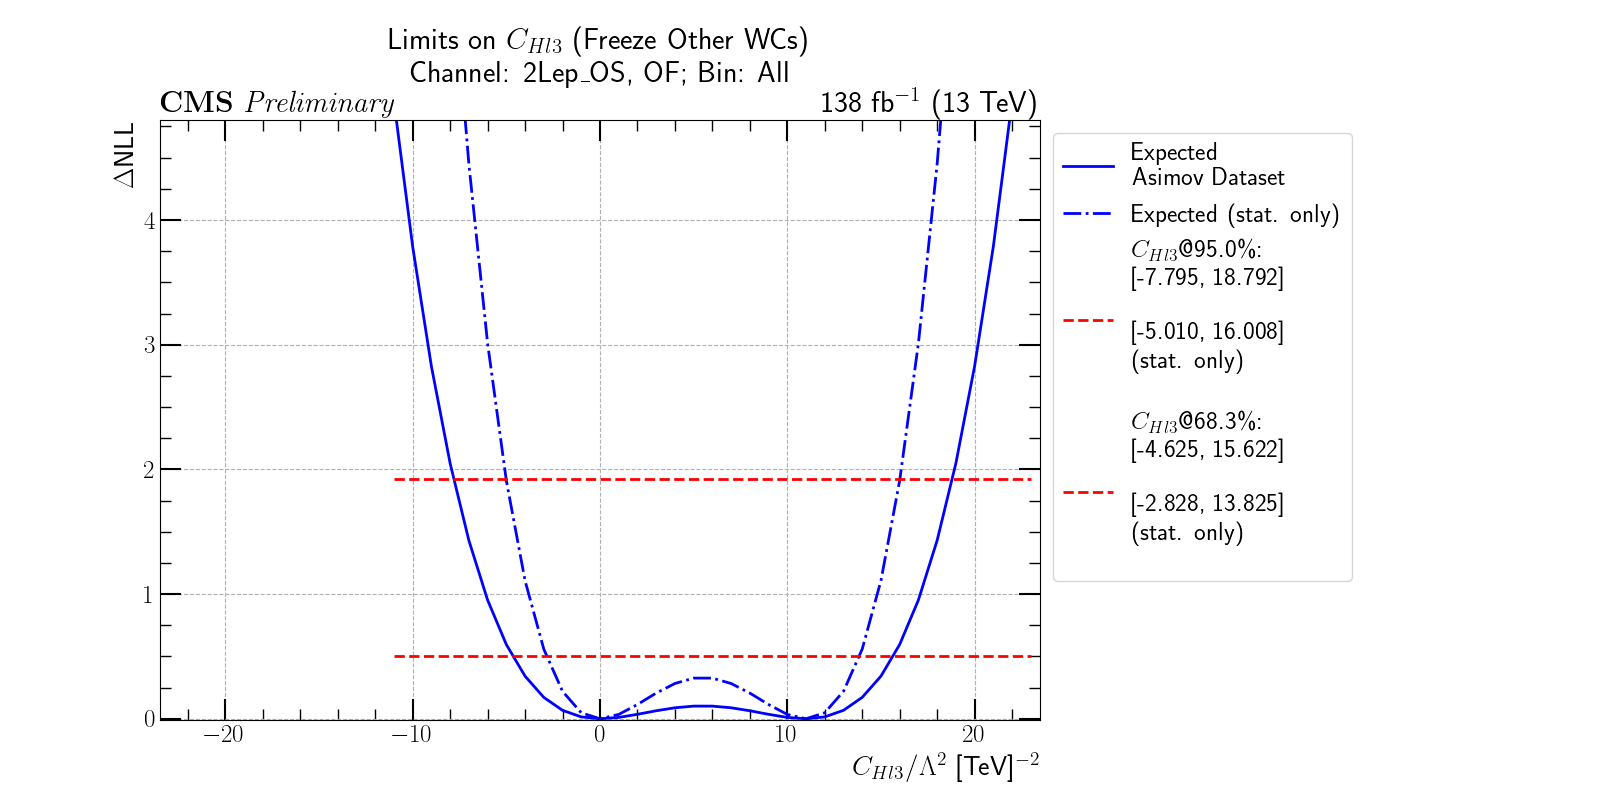 Limits on C_{Hl3} (Freeze Other WCs)
Channel: 2Lep_OS, OF; Bin: All
CMS Preliminary
138 fb^{-1} (13 TeV)
ΔNLL
4
3
2
1
0
−20
−10
0
10
20
C_{Hl3}/Λ^2 [TeV]^{-2}
Expected
Asimov Dataset
Expected (stat. only)
C_{Hl3}@95.0%:
[-7.795, 18.792]
[-5.010, 16.008]
(stat. only)
C_{Hl3}@68.3%:
[-4.625, 15.622]
[-2.828, 13.825]
(stat. only)